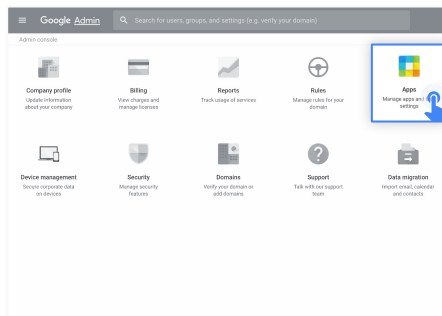 Google Admin
Search for users, groups, and settings (e.g. verify your domain)
Admin console
Company profile
Update information
about your company
Billing
View charges and
manage licenses
Reports
Track usage of services
Rules
Manage rules for your
domain
Apps
Manage apps and
settings
Device management
Secure corporate data
on devices
Security
Manage security
features
Domains
Verify your domain or
add domains
Support
Talk with our support
team
Data migration
Import email, calendar
and contacts